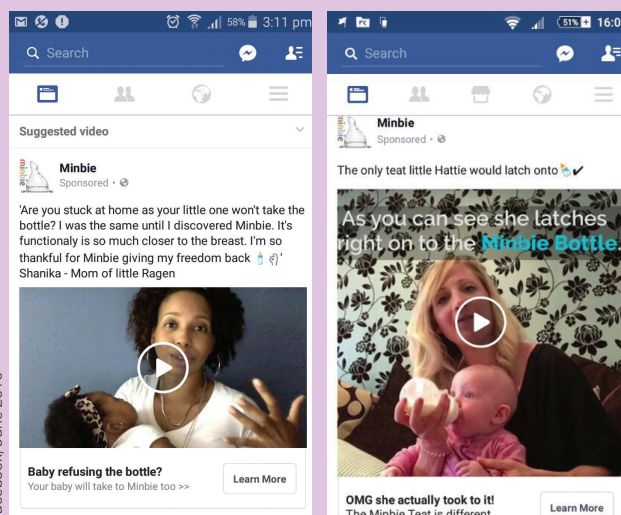 58% 3:11 pm
Search
Suggested video
minbie
Minbie
Sponsored
'Are you stuck at home as your little one won't take the
bottle? I was the same until I discovered Minbie. It's
functionaly is so much closer to the breast. I'm so
thankful for Minbie giving my freedom back '
Shanika - Mom of little Ragen
Baby refusing the bottle?
Your baby will take to Minbie too >>
Learn More
51% 16:0
Search
minbie
Minbie
Sponsored
The only teat little Hattie would latch onto
As you can see she latches
right on to the Minbie Bottle.
OMG she actually took to it!
The Minbie Teat is different
Learn More